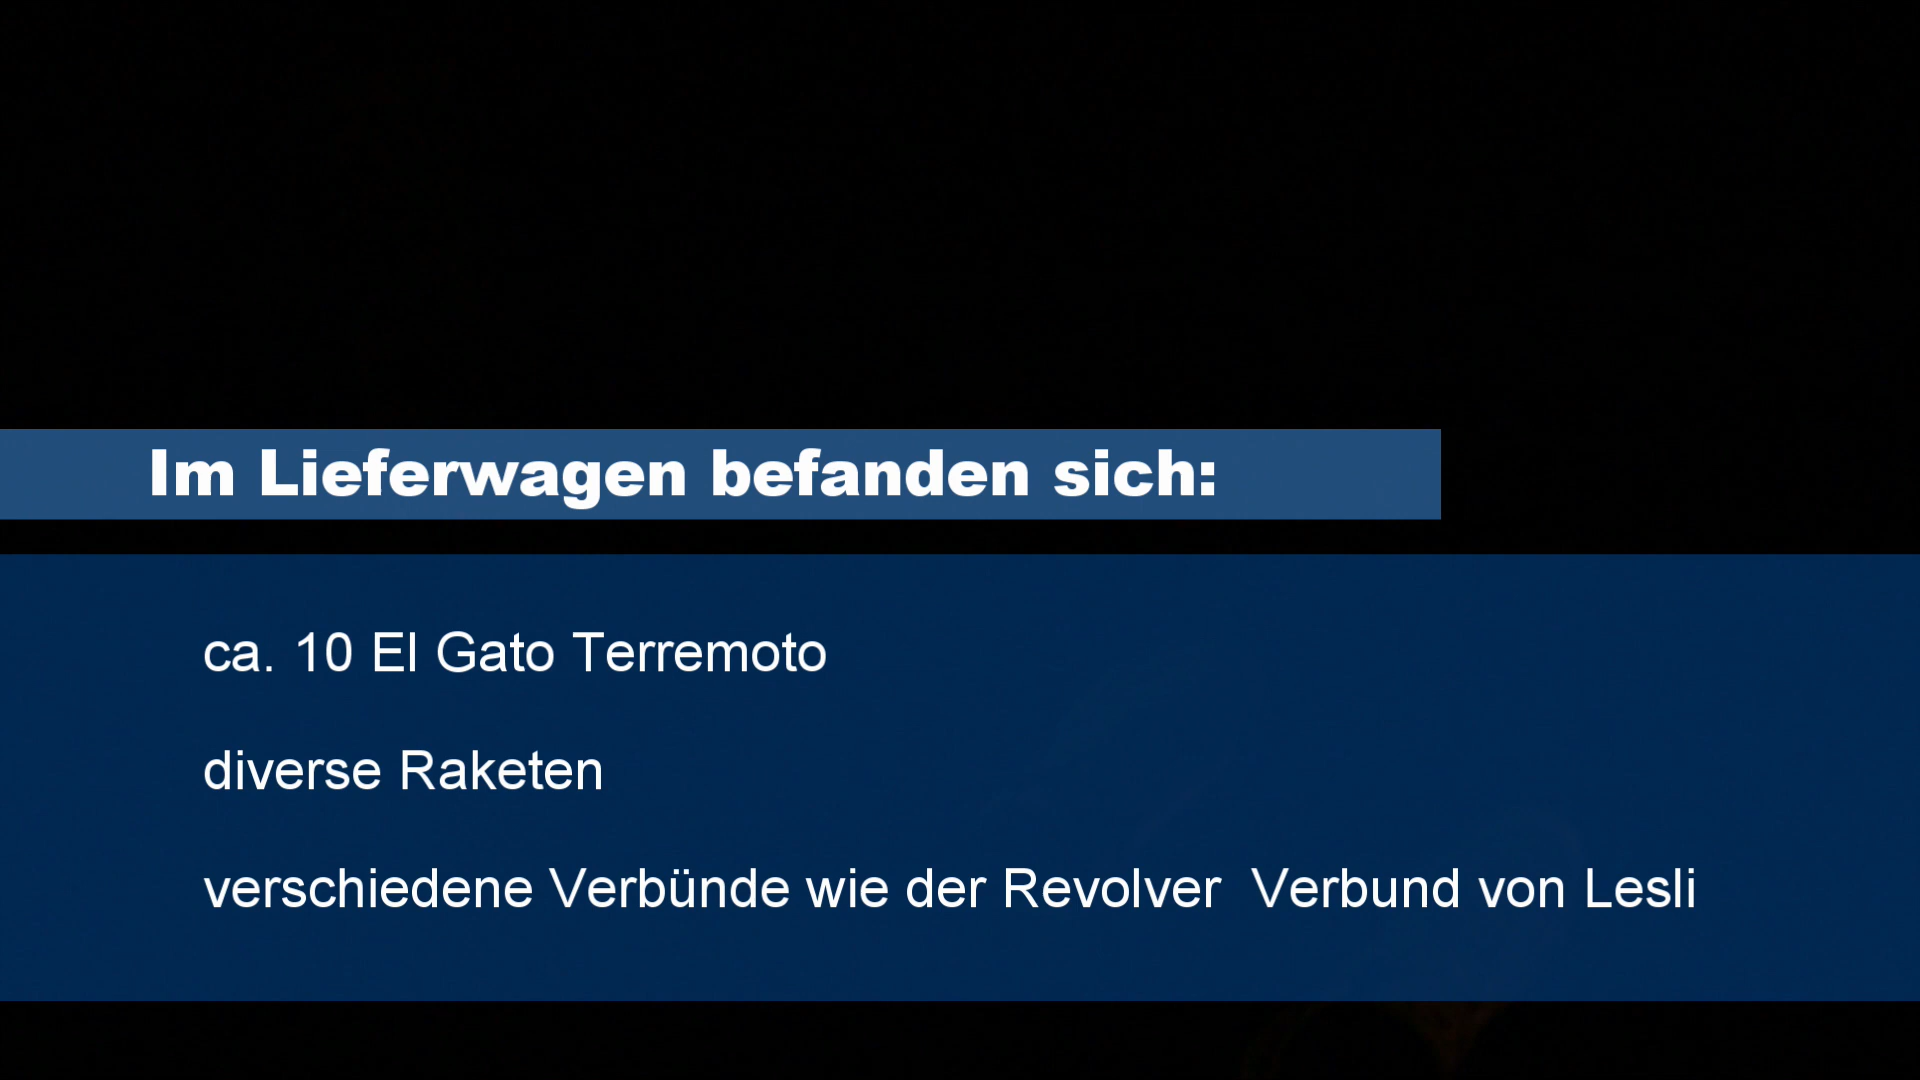 Im Lieferwagen befanden sich:
ca. 10 El Gato Terremoto
diverse Raketen
verschiedene Verbünde wie der Revolver  Verbund von Lesli